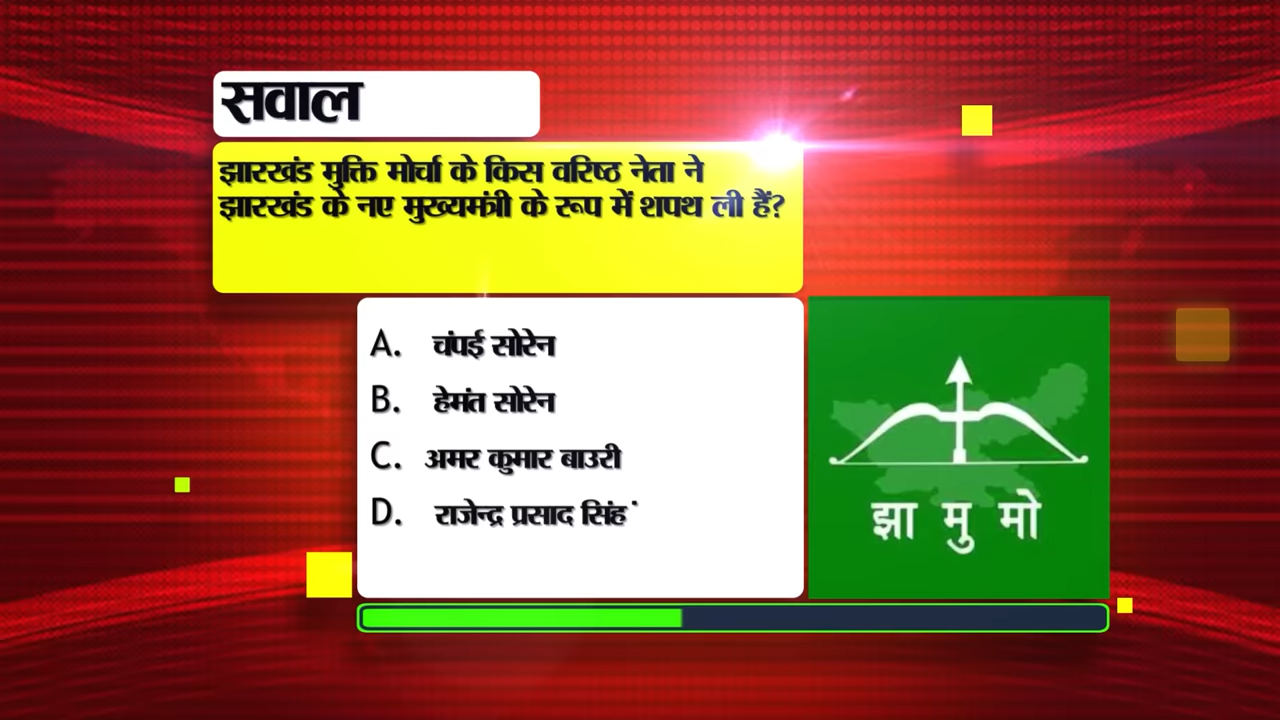 सवाल
झारखंड मुक्ति मोर्चा के किस वरिष्ठ नेता ने
झारखंड के नए मुख्यमंत्री के रूप में शपथ ली हैं?
A. चंपई सोरेन
B. हेमंत सोरेन
C. अमर कुमार बाउरी
D. राजेन्द्र प्रसाद सिंह
झा मु मो